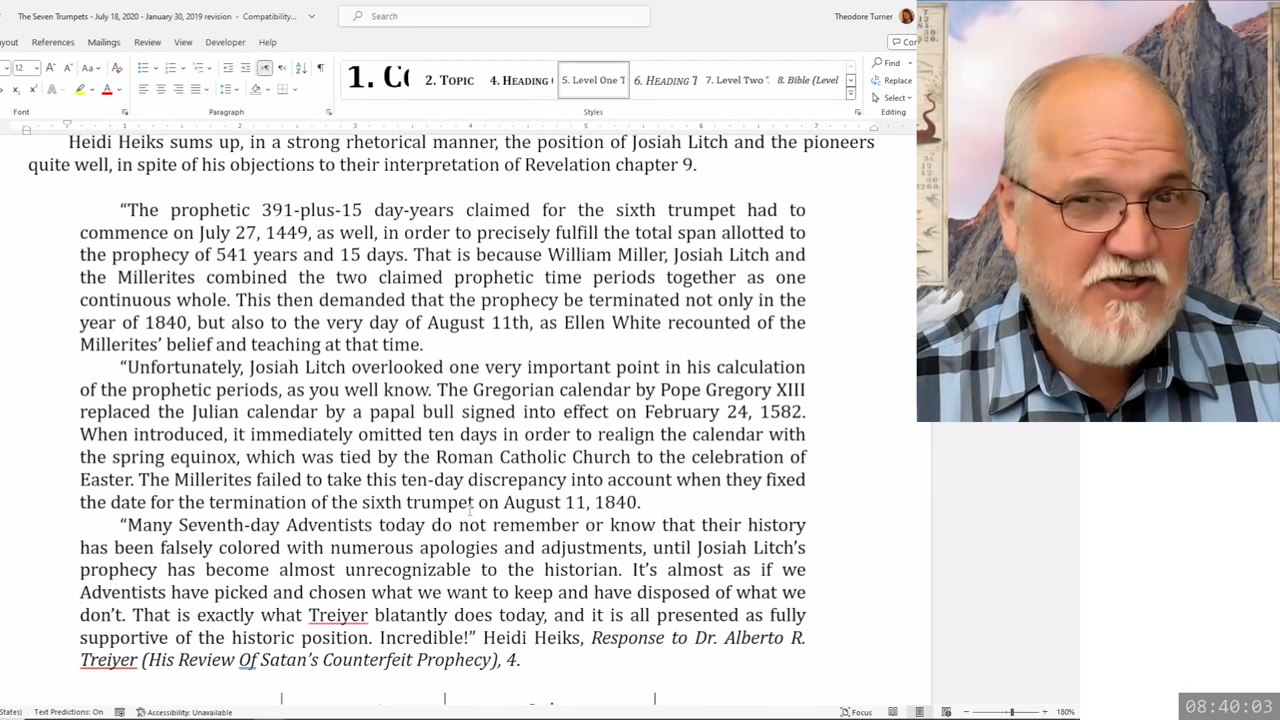 The Seven Trumpets - July 18, 2020 - January 30, 2019 revision - Compatibility...
Search
Theodore Turner
yout References Mailings Review View Developer Help
Cor
12 Aa
1. Co 2. Topic 4. Heading 5. Level One T 6. Heading T 7. Level Two 8. Bible (Level
Find
Replace
Select
Font Paragraph Styles Editing
1 2 3 4 5 6 7
Heidi Heiks sums up, in a strong rhetorical manner, the position of Josiah Litch and the pioneers
quite well, in spite of his objections to their interpretation of Revelation chapter 9.
“The prophetic 391-plus-15 day-years claimed for the sixth trumpet had to
commence on July 27, 1449, as well, in order to precisely fulfill the total span allotted to
the prophecy of 541 years and 15 days. That is because William Miller, Josiah Litch and
the Millerites combined the two claimed prophetic time periods together as one
continuous whole. This then demanded that the prophecy be terminated not only in the
year of 1840, but also to the very day of August 11th, as Ellen White recounted of the
Millerites’ belief and teaching at that time.
“Unfortunately, Josiah Litch overlooked one very important point in his calculation
of the prophetic periods, as you well know. The Gregorian calendar by Pope Gregory XIII
replaced the Julian calendar by a papal bull signed into effect on February 24, 1582.
When introduced, it immediately omitted ten days in order to realign the calendar with
the spring equinox, which was tied by the Roman Catholic Church to the celebration of
Easter. The Millerites failed to take this ten-day discrepancy into account when they fixed
the date for the termination of the sixth trumpet on August 11, 1840.
“Many Seventh-day Adventists today do not remember or know that their history
has been falsely colored with numerous apologies and adjustments, until Josiah Litch’s
prophecy has become almost unrecognizable to the historian. It’s almost as if we
Adventists have picked and chosen what we want to keep and have disposed of what we
don’t. That is exactly what Treiyer blatantly does today, and it is all presented as fully
supportive of the historic position. Incredible!” Heidi Heiks, Response to Dr. Alberto R.
Treiyer (His Review Of Satan’s Counterfeit Prophecy), 4.
States) Text Predictions: On Accessibility: Unavailable Focus 180%
08:40:03